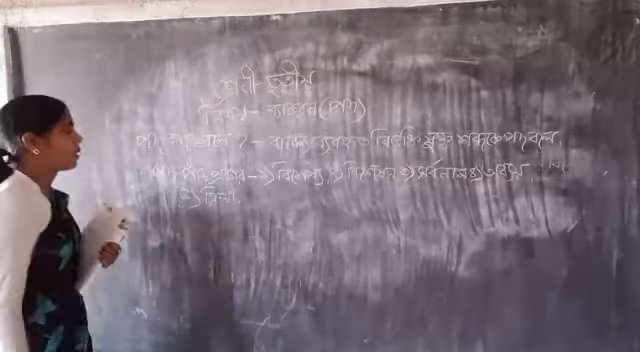 শ্রেণী - তৃতীয়
বিষয় - ব্যাকরণ (পদ)
পদ কাকে বলে ? - বাক্যে ব্যবহৃত বিভক্তি যুক্ত শব্দকে পদ বলে,
পদ পাঁচ প্রকার - ১) বিশেষ্য, ২) বিশেষণ ৩) সর্বনাম ৪) অব্যয়
৫) ক্রিয়া,